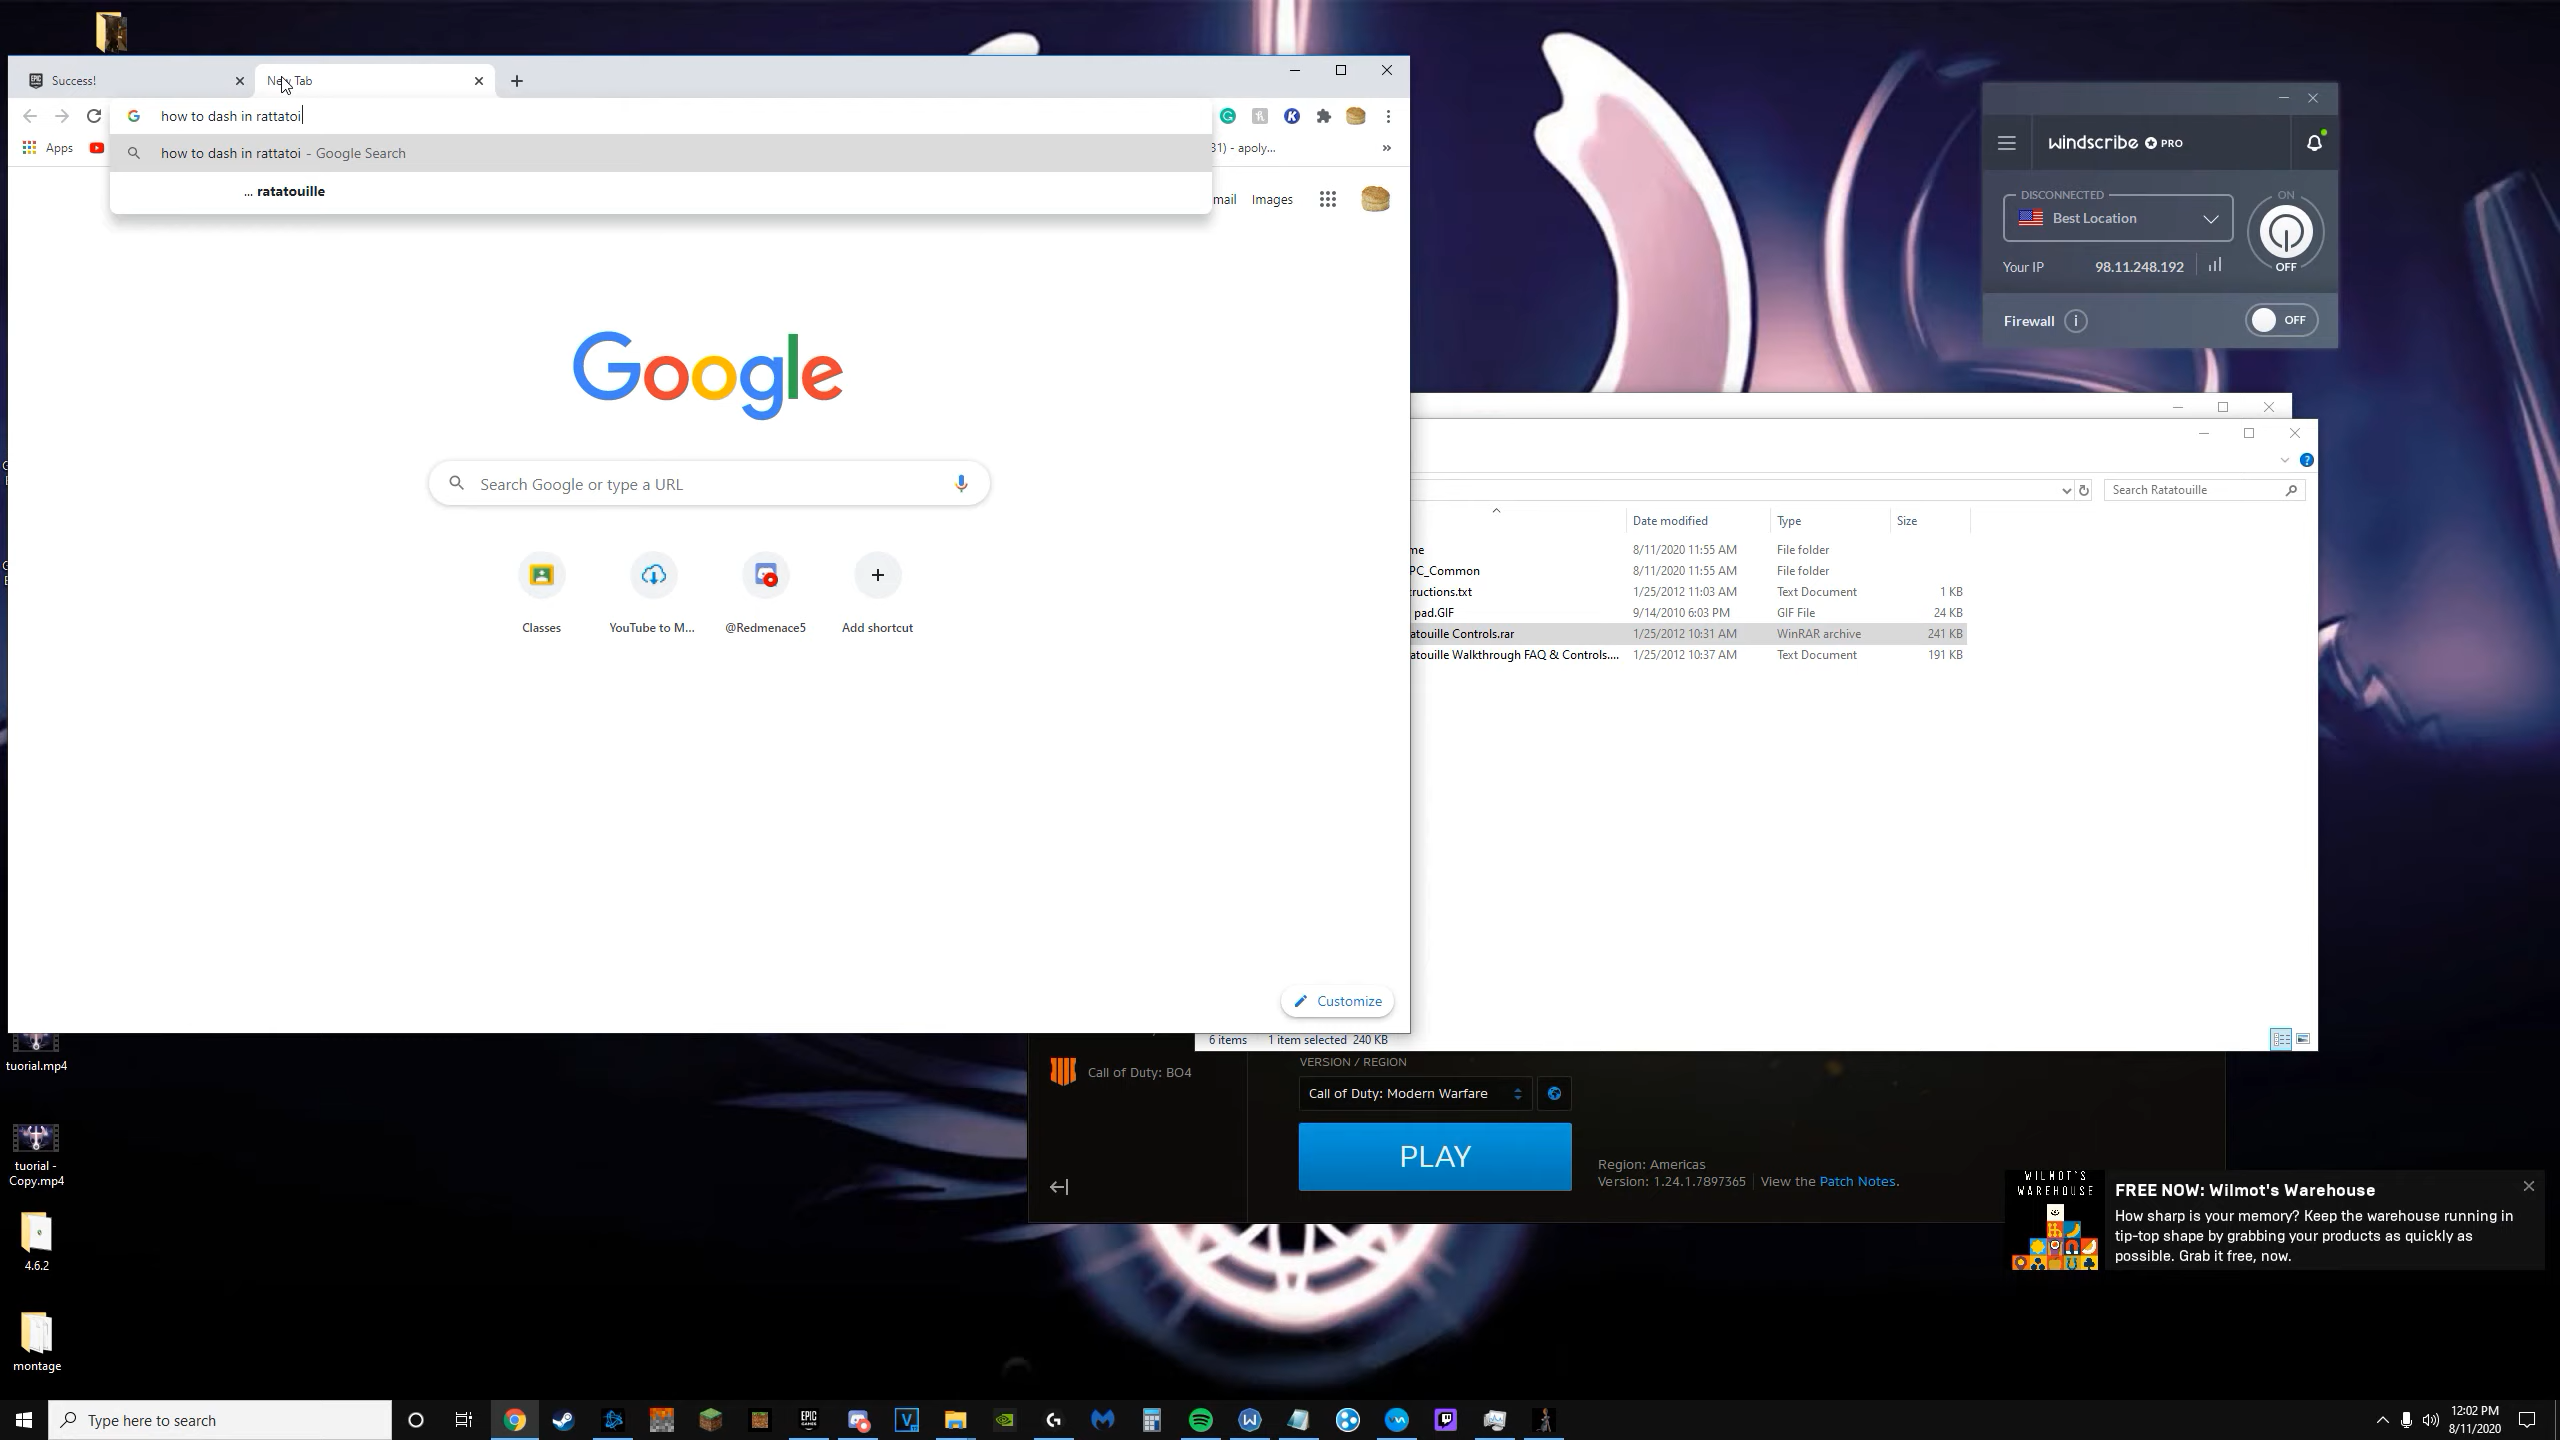 Success!
New Tab
how to dash in rattatoi
how to dash in rattatoi - Google Search
... ratatouille
Apps
31) - apoly...
mail Images
Google
Search Google or type a URL
Classes
YouTube to M...
@Redmenace5
Add shortcut
Customize
windscribe PRO
DISCONNECTED
Best Location
ON
OFF
Your IP 98.11.248.192
Firewall
OFF
Search Ratatouille
Date modified Type Size
me 8/11/2020 11:55 AM File folder
PC_Common 8/11/2020 11:55 AM File folder
tructions.txt 1/25/2012 11:03 AM Text Document 1 KB
pad.GIF 9/14/2010 6:03 PM GIF File 24 KB
atouille Controls.rar 1/25/2012 10:31 AM WinRAR archive 241 KB
atouille Walkthrough FAQ & Controls.... 1/25/2012 10:37 AM Text Document 191 KB
6 items 1 item selected 240 KB
Call of Duty: BO4
VERSION / REGION
Call of Duty: Modern Warfare
PLAY
Region: Americas
Version: 1.24.1.7897365 View the Patch Notes.
WILMOT'S
WAREHOUSE
FREE NOW: Wilmot's Warehouse
How sharp is your memory? Keep the warehouse running in
tip-top shape by grabbing your products as quickly as
possible. Grab it free, now.
tuorial.mp4
tuorial -
Copy.mp4
4.6.2
montage
Type here to search
EPIC
GAMES
12:02 PM
8/11/2020